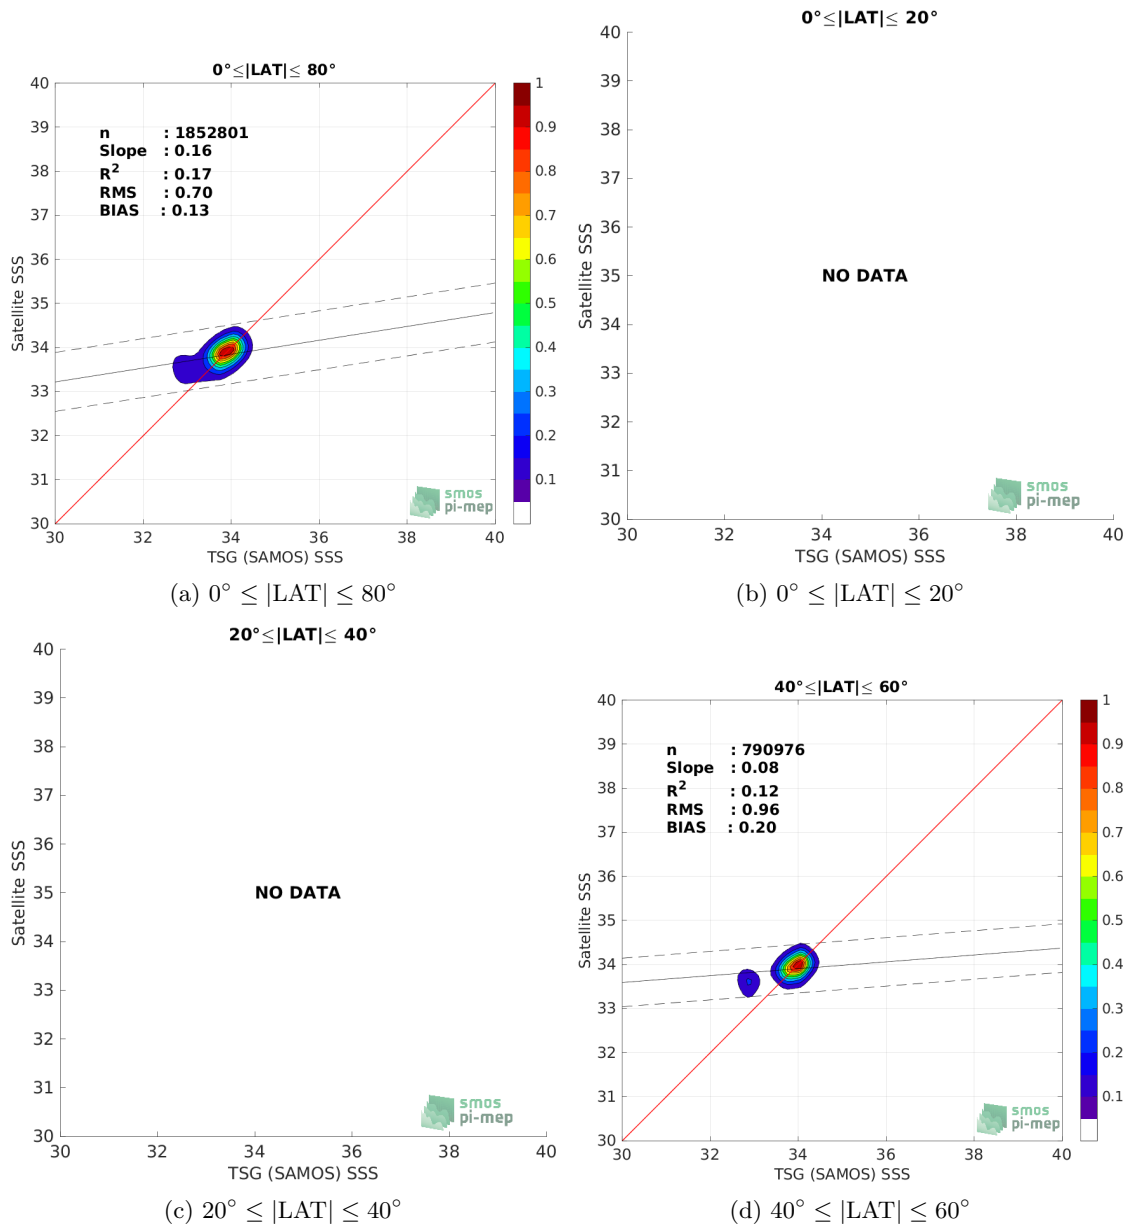 0°≤|LAT|≤ 80°
40
39
38
37
36
35
34
33
32
31
30
Satellite SSS
n : 1852801
Slope : 0.16
R² : 0.17
RMS : 0.70
BIAS : 0.13
1
0.9
0.8
0.7
0.6
0.5
0.4
0.3
0.2
0.1
smos
pi-mep
30 32 34 36 38 40
TSG (SAMOS) SSS
(a) 0° ≤ |LAT| ≤ 80°
0°≤|LAT|≤ 20°
40
39
38
37
36
35
34
33
32
31
30
Satellite SSS
NO DATA
smos
pi-mep
30 32 34 36 38 40
TSG (SAMOS) SSS
(b) 0° ≤ |LAT| ≤ 20°
20°≤|LAT|≤ 40°
40
39
38
37
36
35
34
33
32
31
30
Satellite SSS
NO DATA
smos
pi-mep
30 32 34 36 38 40
TSG (SAMOS) SSS
(c) 20° ≤ |LAT| ≤ 40°
40°≤|LAT|≤ 60°
40
39
38
37
36
35
34
33
32
31
30
Satellite SSS
n : 790976
Slope : 0.08
R² : 0.12
RMS : 0.96
BIAS : 0.20
1
0.9
0.8
0.7
0.6
0.5
0.4
0.3
0.2
0.1
smos
pi-mep
30 32 34 36 38 40
TSG (SAMOS) SSS
(d) 40° ≤ |LAT| ≤ 60°